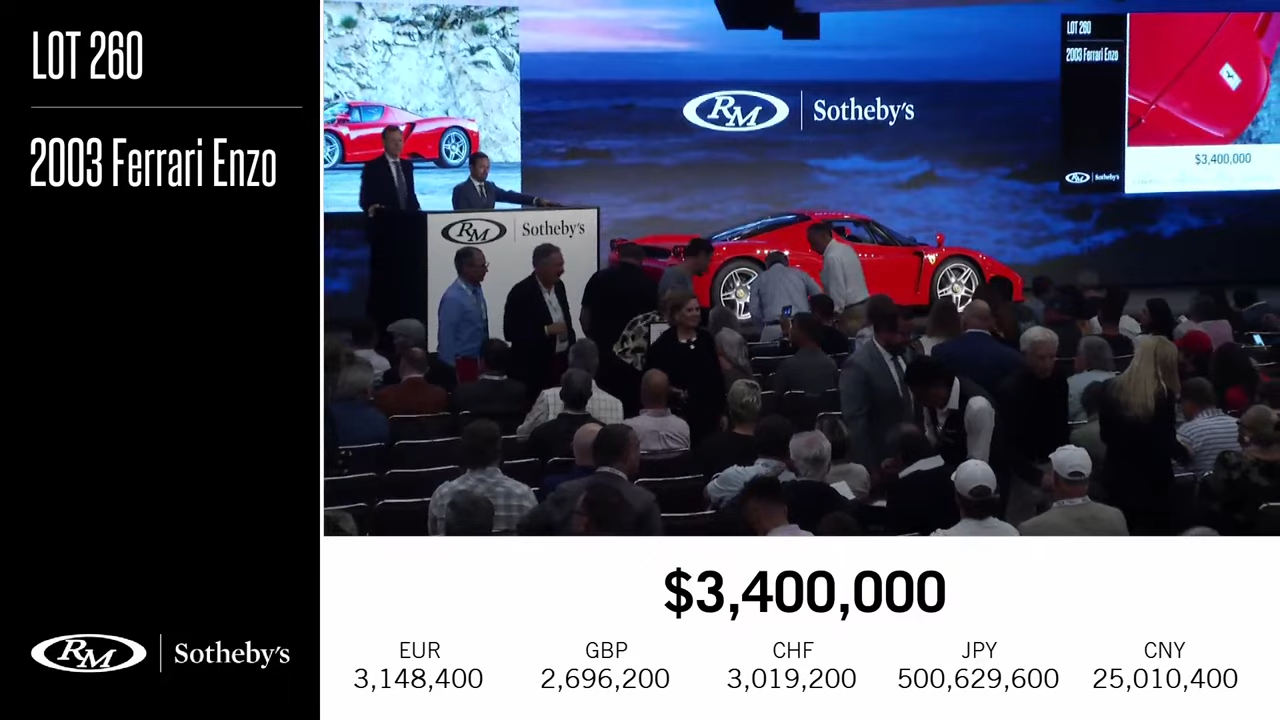 LOT 260
2003 Ferrari Enzo
RM Sotheby's
RM Sotheby's
RM Sotheby's
LOT 260
2003 Ferrari Enzo
$3,400,000
RM Sotheby's
$3,400,000
EUR
3,148,400
GBP
2,696,200
CHF
3,019,200
JPY
500,629,600
CNY
25,010,400